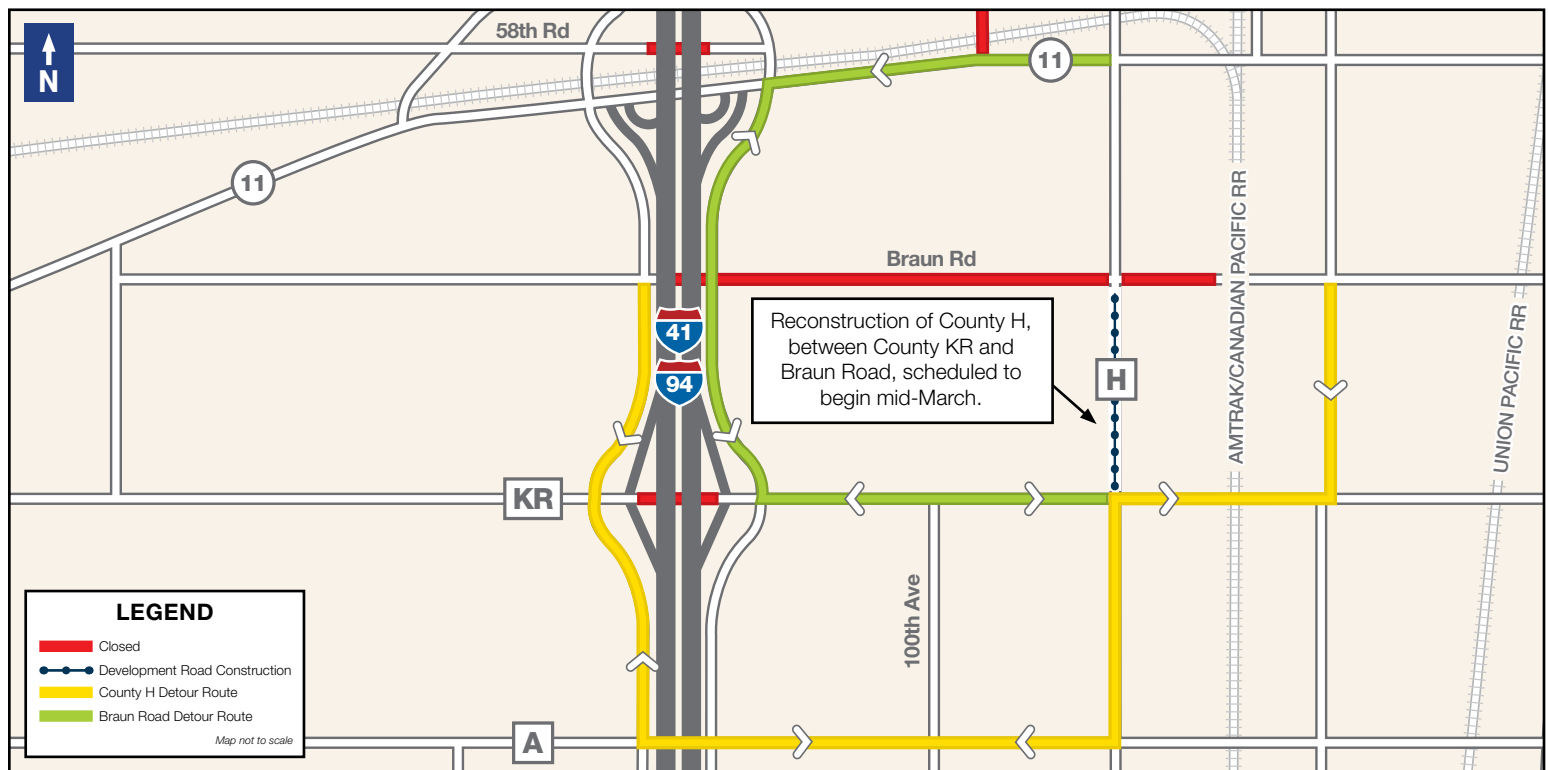 58th Rd
N
11
11
Braun Rd
41
94
Reconstruction of County H,
between County KR and
Braun Road, scheduled to
begin mid-March.
H
AMTRAK/CANADIAN PACIFIC RR
UNION PACIFIC RR
KR
100th Ave
A
LEGEND
Closed
Development Road Construction
County H Detour Route
Braun Road Detour Route
Map not to scale